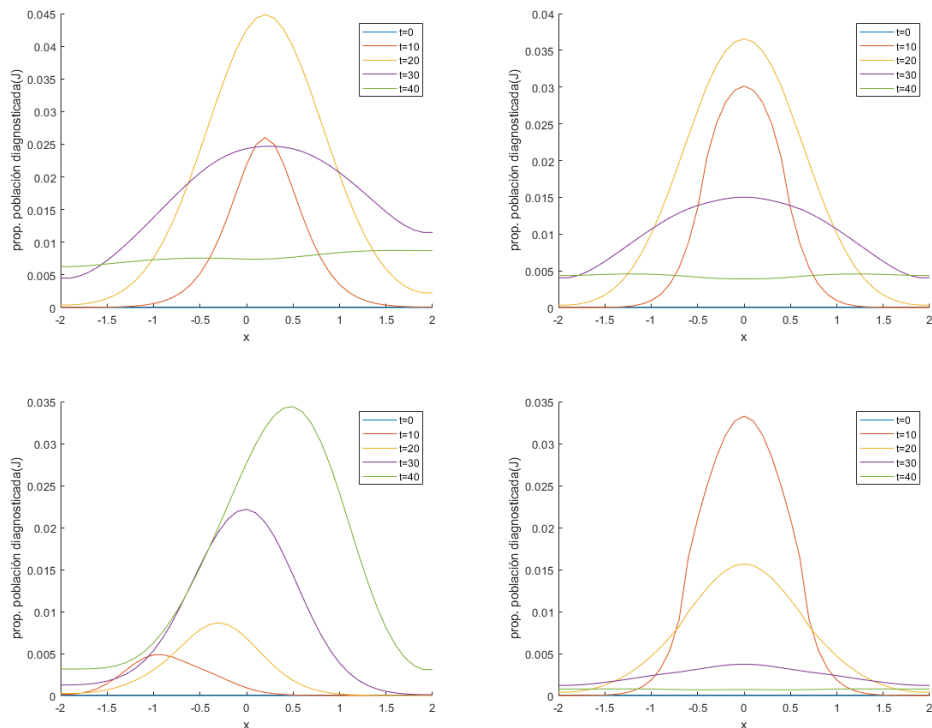 0.045
0.04
0.035
0.03
0.025
0.02
0.015
0.01
0.005
0
-2 -1.5 -1 -0.5 0 0.5 1 1.5 2
x
prop. población diagnosticada(J)
t=0
t=10
t=20
t=30
t=40
0.04
0.035
0.03
0.025
0.02
0.015
0.01
0.005
0
-2 -1.5 -1 -0.5 0 0.5 1 1.5 2
x
prop. población diagnosticada(J)
t=0
t=10
t=20
t=30
t=40
0.035
0.03
0.025
0.02
0.015
0.01
0.005
0
-2 -1.5 -1 -0.5 0 0.5 1 1.5 2
x
prop. población diagnosticada(J)
t=0
t=10
t=20
t=30
t=40
0.035
0.03
0.025
0.02
0.015
0.01
0.005
0
-2 -1.5 -1 -0.5 0 0.5 1 1.5 2
x
prop. población diagnosticada(J)
t=0
t=10
t=20
t=30
t=40